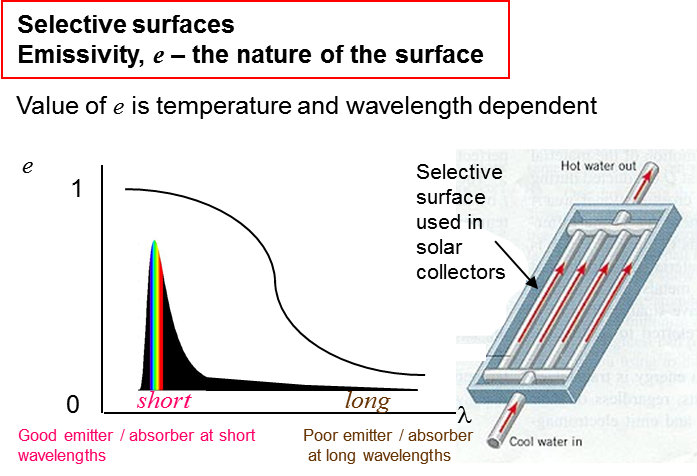 Selective surfaces
Emissivity, e – the nature of the surface
Value of e is temperature and wavelength dependent
e
1
0
short
long
λ
Good emitter / absorber at short
wavelengths
Poor emitter / absorber
at long wavelengths
Selective
surface
used in
solar
collectors
Hot water out
Cool water in